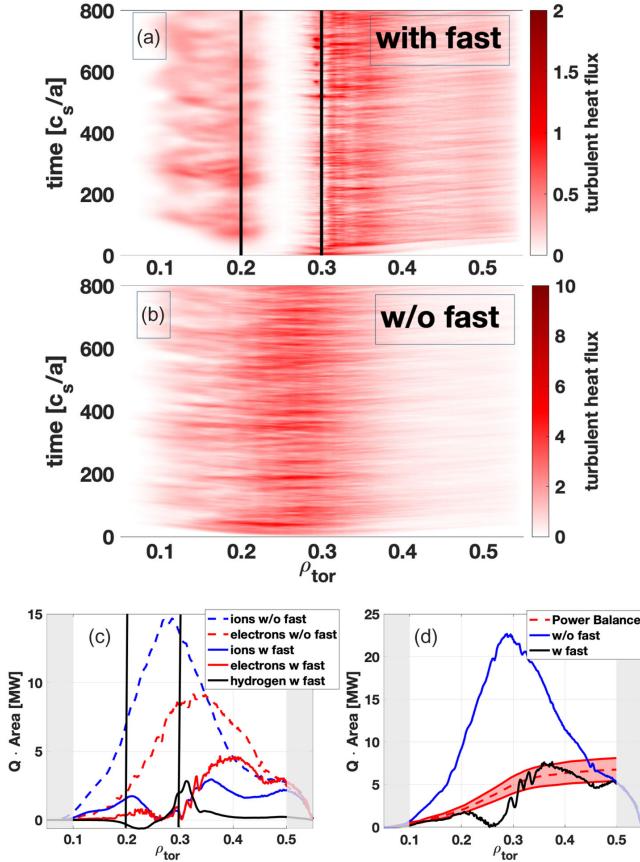 (a)
with fast
800
600
400
200
0
time [c_s/a]
0.1 0.2 0.3 0.4 0.5
2
1.5
1
0.5
0
turbulent heat flux
(b)
w/o fast
800
600
400
200
0
time [c_s/a]
0.1 0.2 0.3 0.4 0.5
ρ_tor
10
8
6
4
2
0
turbulent heat flux
(c)
ions w/o fast
electrons w/o fast
ions w fast
electrons w fast
hydrogen w fast
15
10
5
0
Q · Area [MW]
0.1 0.2 0.3 0.4 0.5
ρ_tor
(d)
Power Balance
w/o fast
w fast
25
20
15
10
5
0
Q · Area [MW]
0.1 0.2 0.3 0.4 0.5
ρ_tor